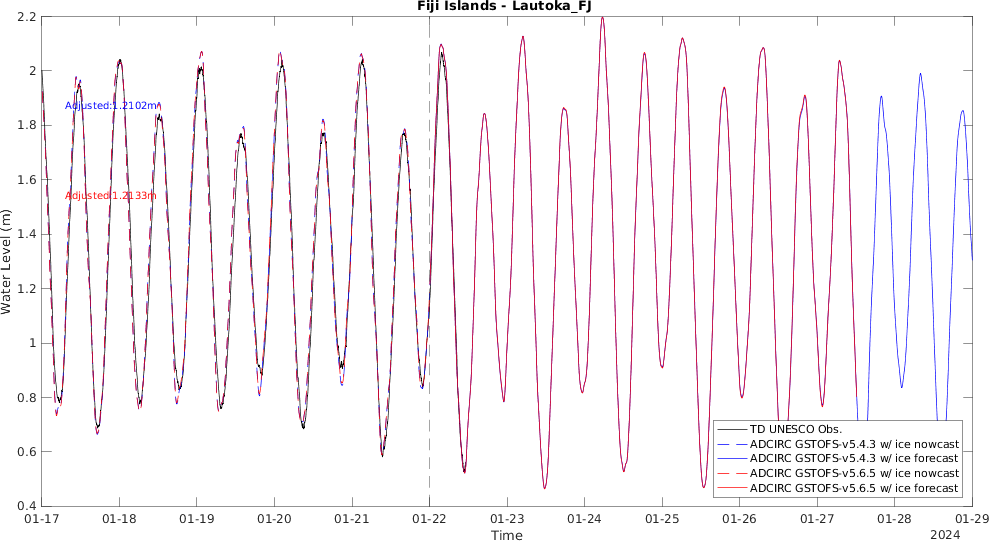 Fiji Islands - Lautoka_FJ
2.2
2
1.8
1.6
1.4
1.2
1
0.8
0.6
0.4
Water Level (m)
Adjusted:1.2102m
Adjusted:1.2133m
TD UNESCO Obs.
ADCIRC GSTOFS-v5.4.3 w/ ice nowcast
ADCIRC GSTOFS-v5.4.3 w/ ice forecast
ADCIRC GSTOFS-v5.6.5 w/ ice nowcast
ADCIRC GSTOFS-v5.6.5 w/ ice forecast
01-17 01-18 01-19 01-20 01-21 01-22 01-23 01-24 01-25 01-26 01-27 01-28 01-29
Time
2024